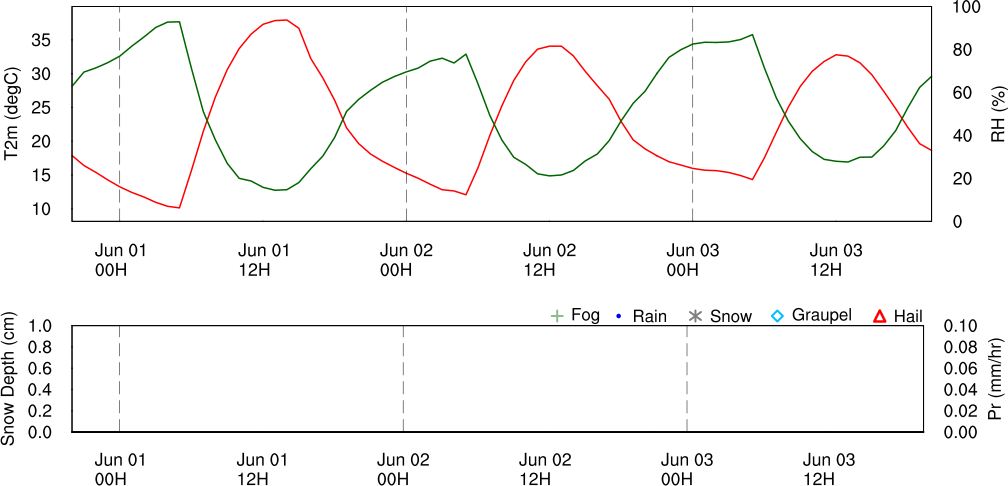 T2m (degC)
35
30
25
20
15
10
100
80
60
40
20
0
RH (%)
Jun 01 Jun 01 Jun 02 Jun 02 Jun 03 Jun 03
00H 12H 00H 12H 00H 12H
Fog Rain Snow Graupel Hail
Snow Depth (cm)
1.0
0.8
0.6
0.4
0.2
0.0
0.10
0.08
0.06
0.04
0.02
0.00
Pr (mm/hr)
Jun 01 Jun 01 Jun 02 Jun 02 Jun 03 Jun 03
00H 12H 00H 12H 00H 12H